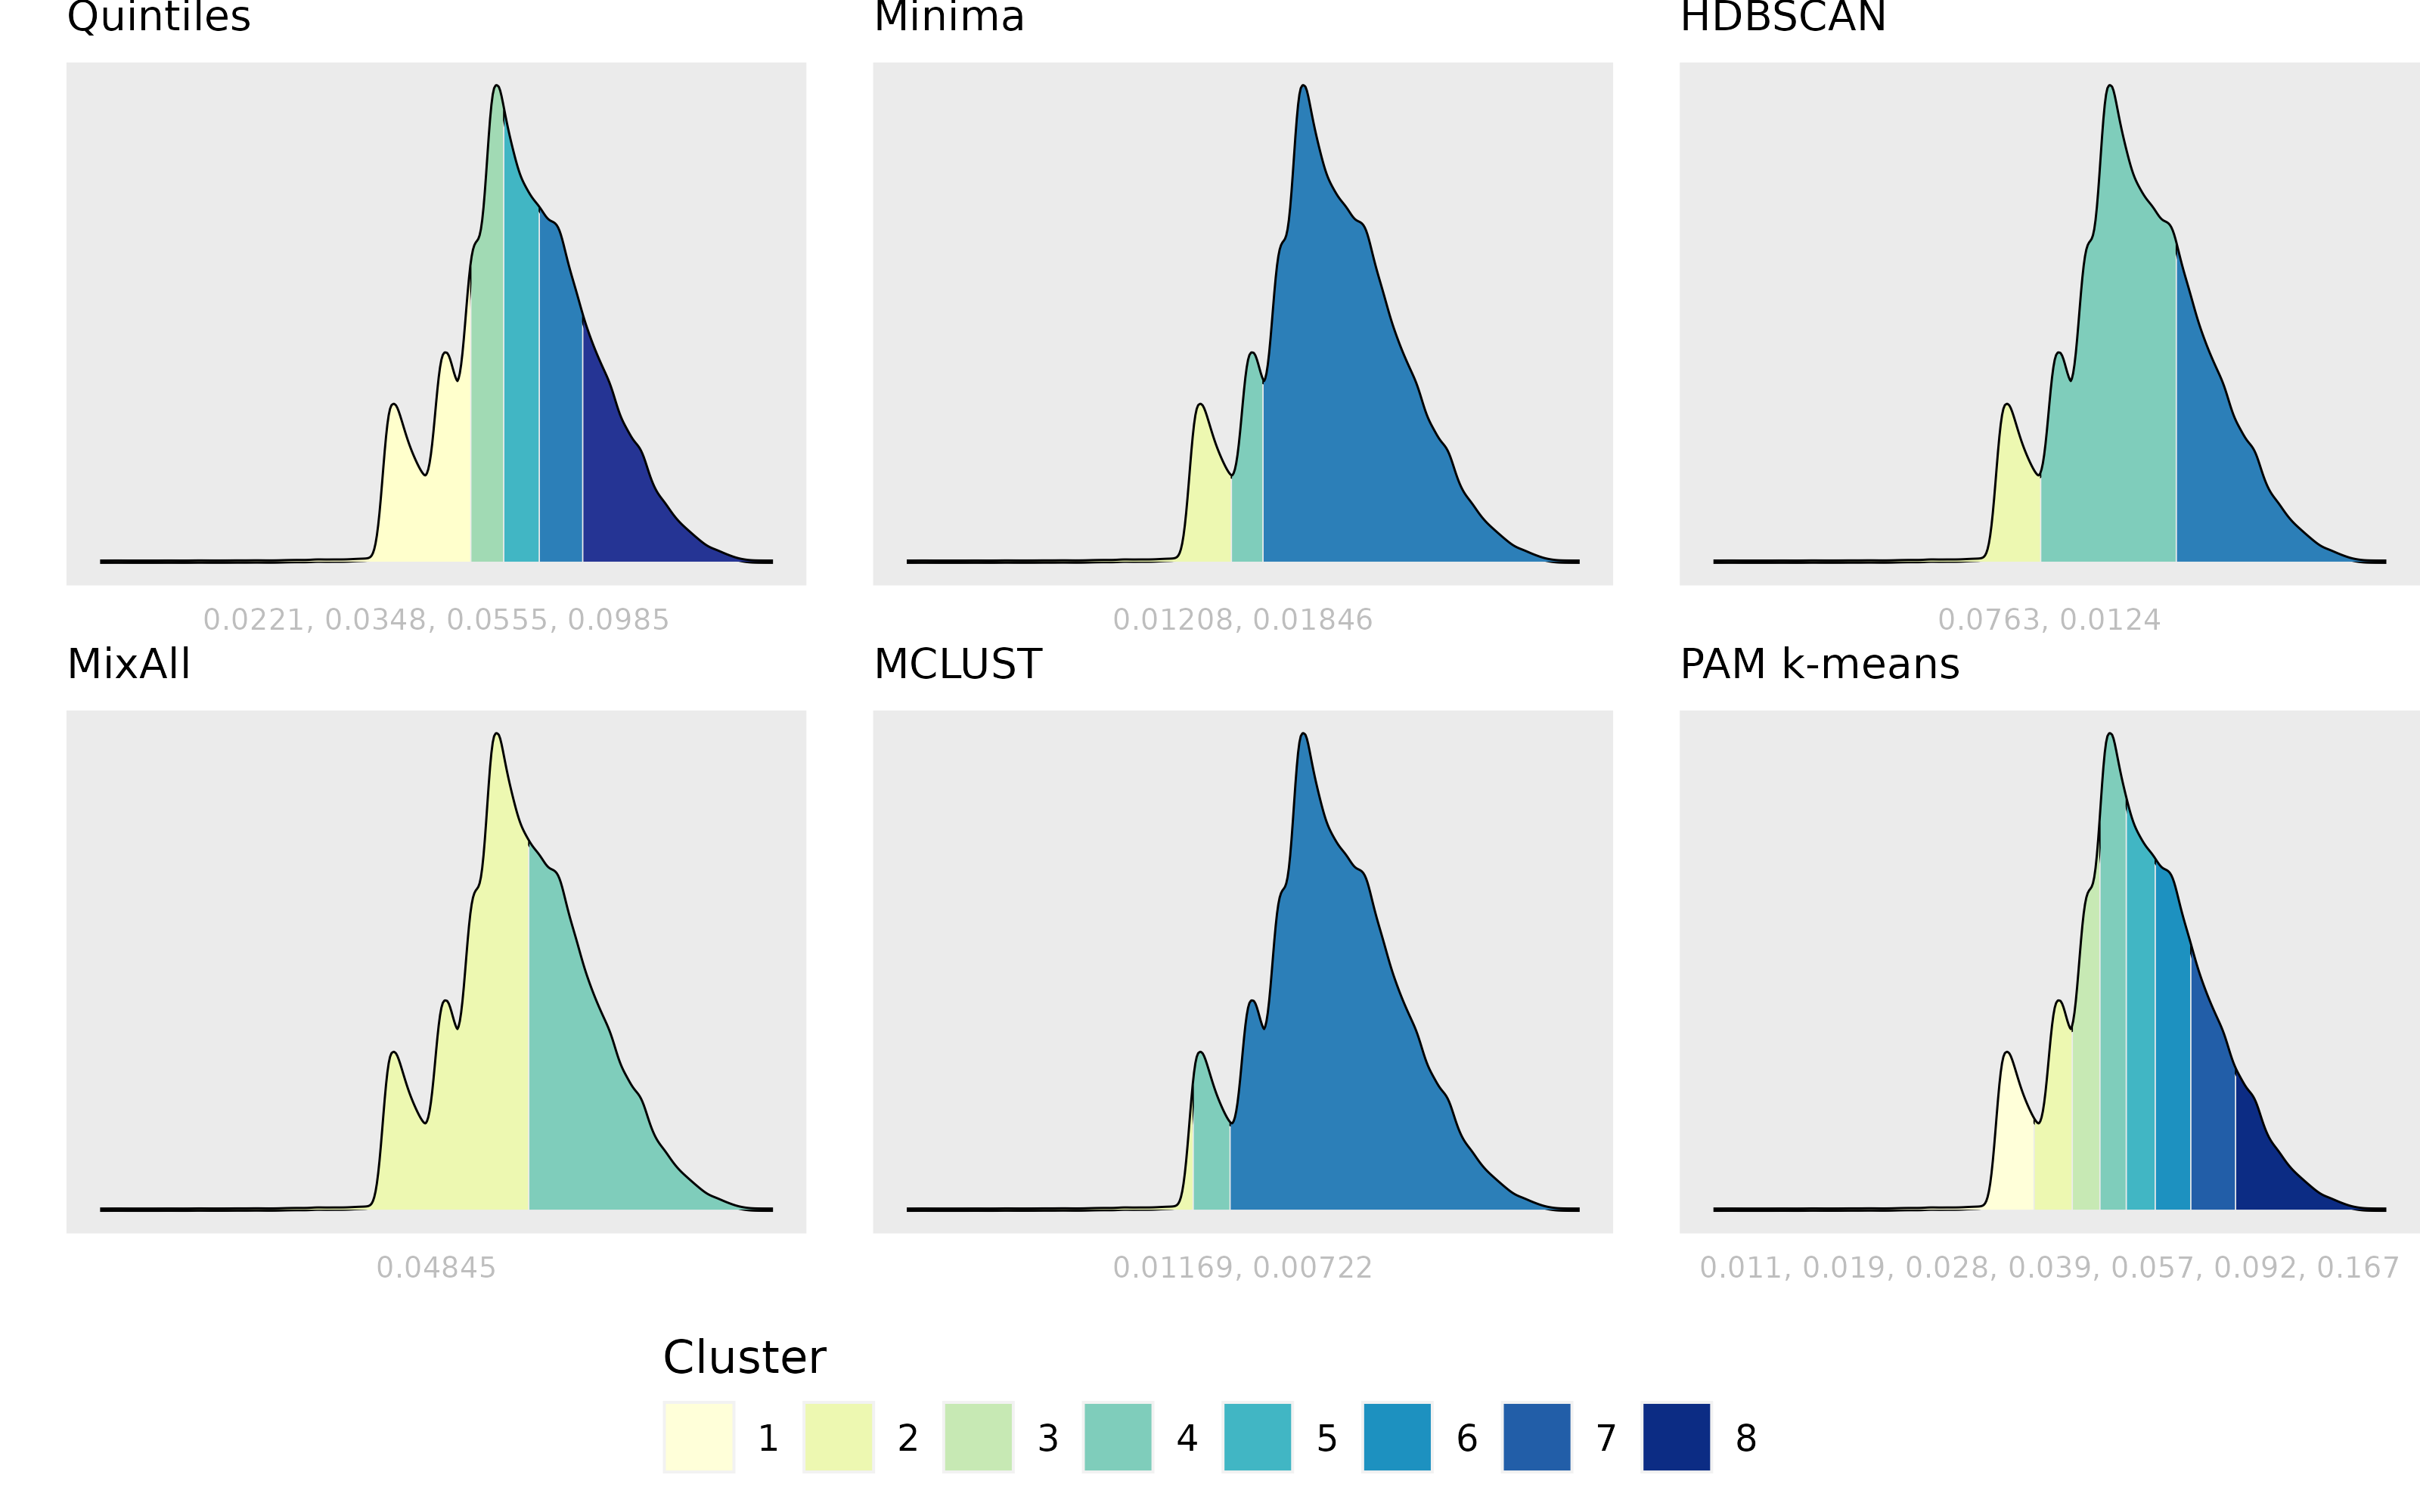 Quintiles
Minima
HDBSCAN
0.0221, 0.0348, 0.0555, 0.0985
0.01208, 0.01846
0.0763, 0.0124
MixAll
MCLUST
PAM k-means
0.04845
0.01169, 0.00722
0.011, 0.019, 0.028, 0.039, 0.057, 0.092, 0.167
Cluster
1 2 3 4 5 6 7 8